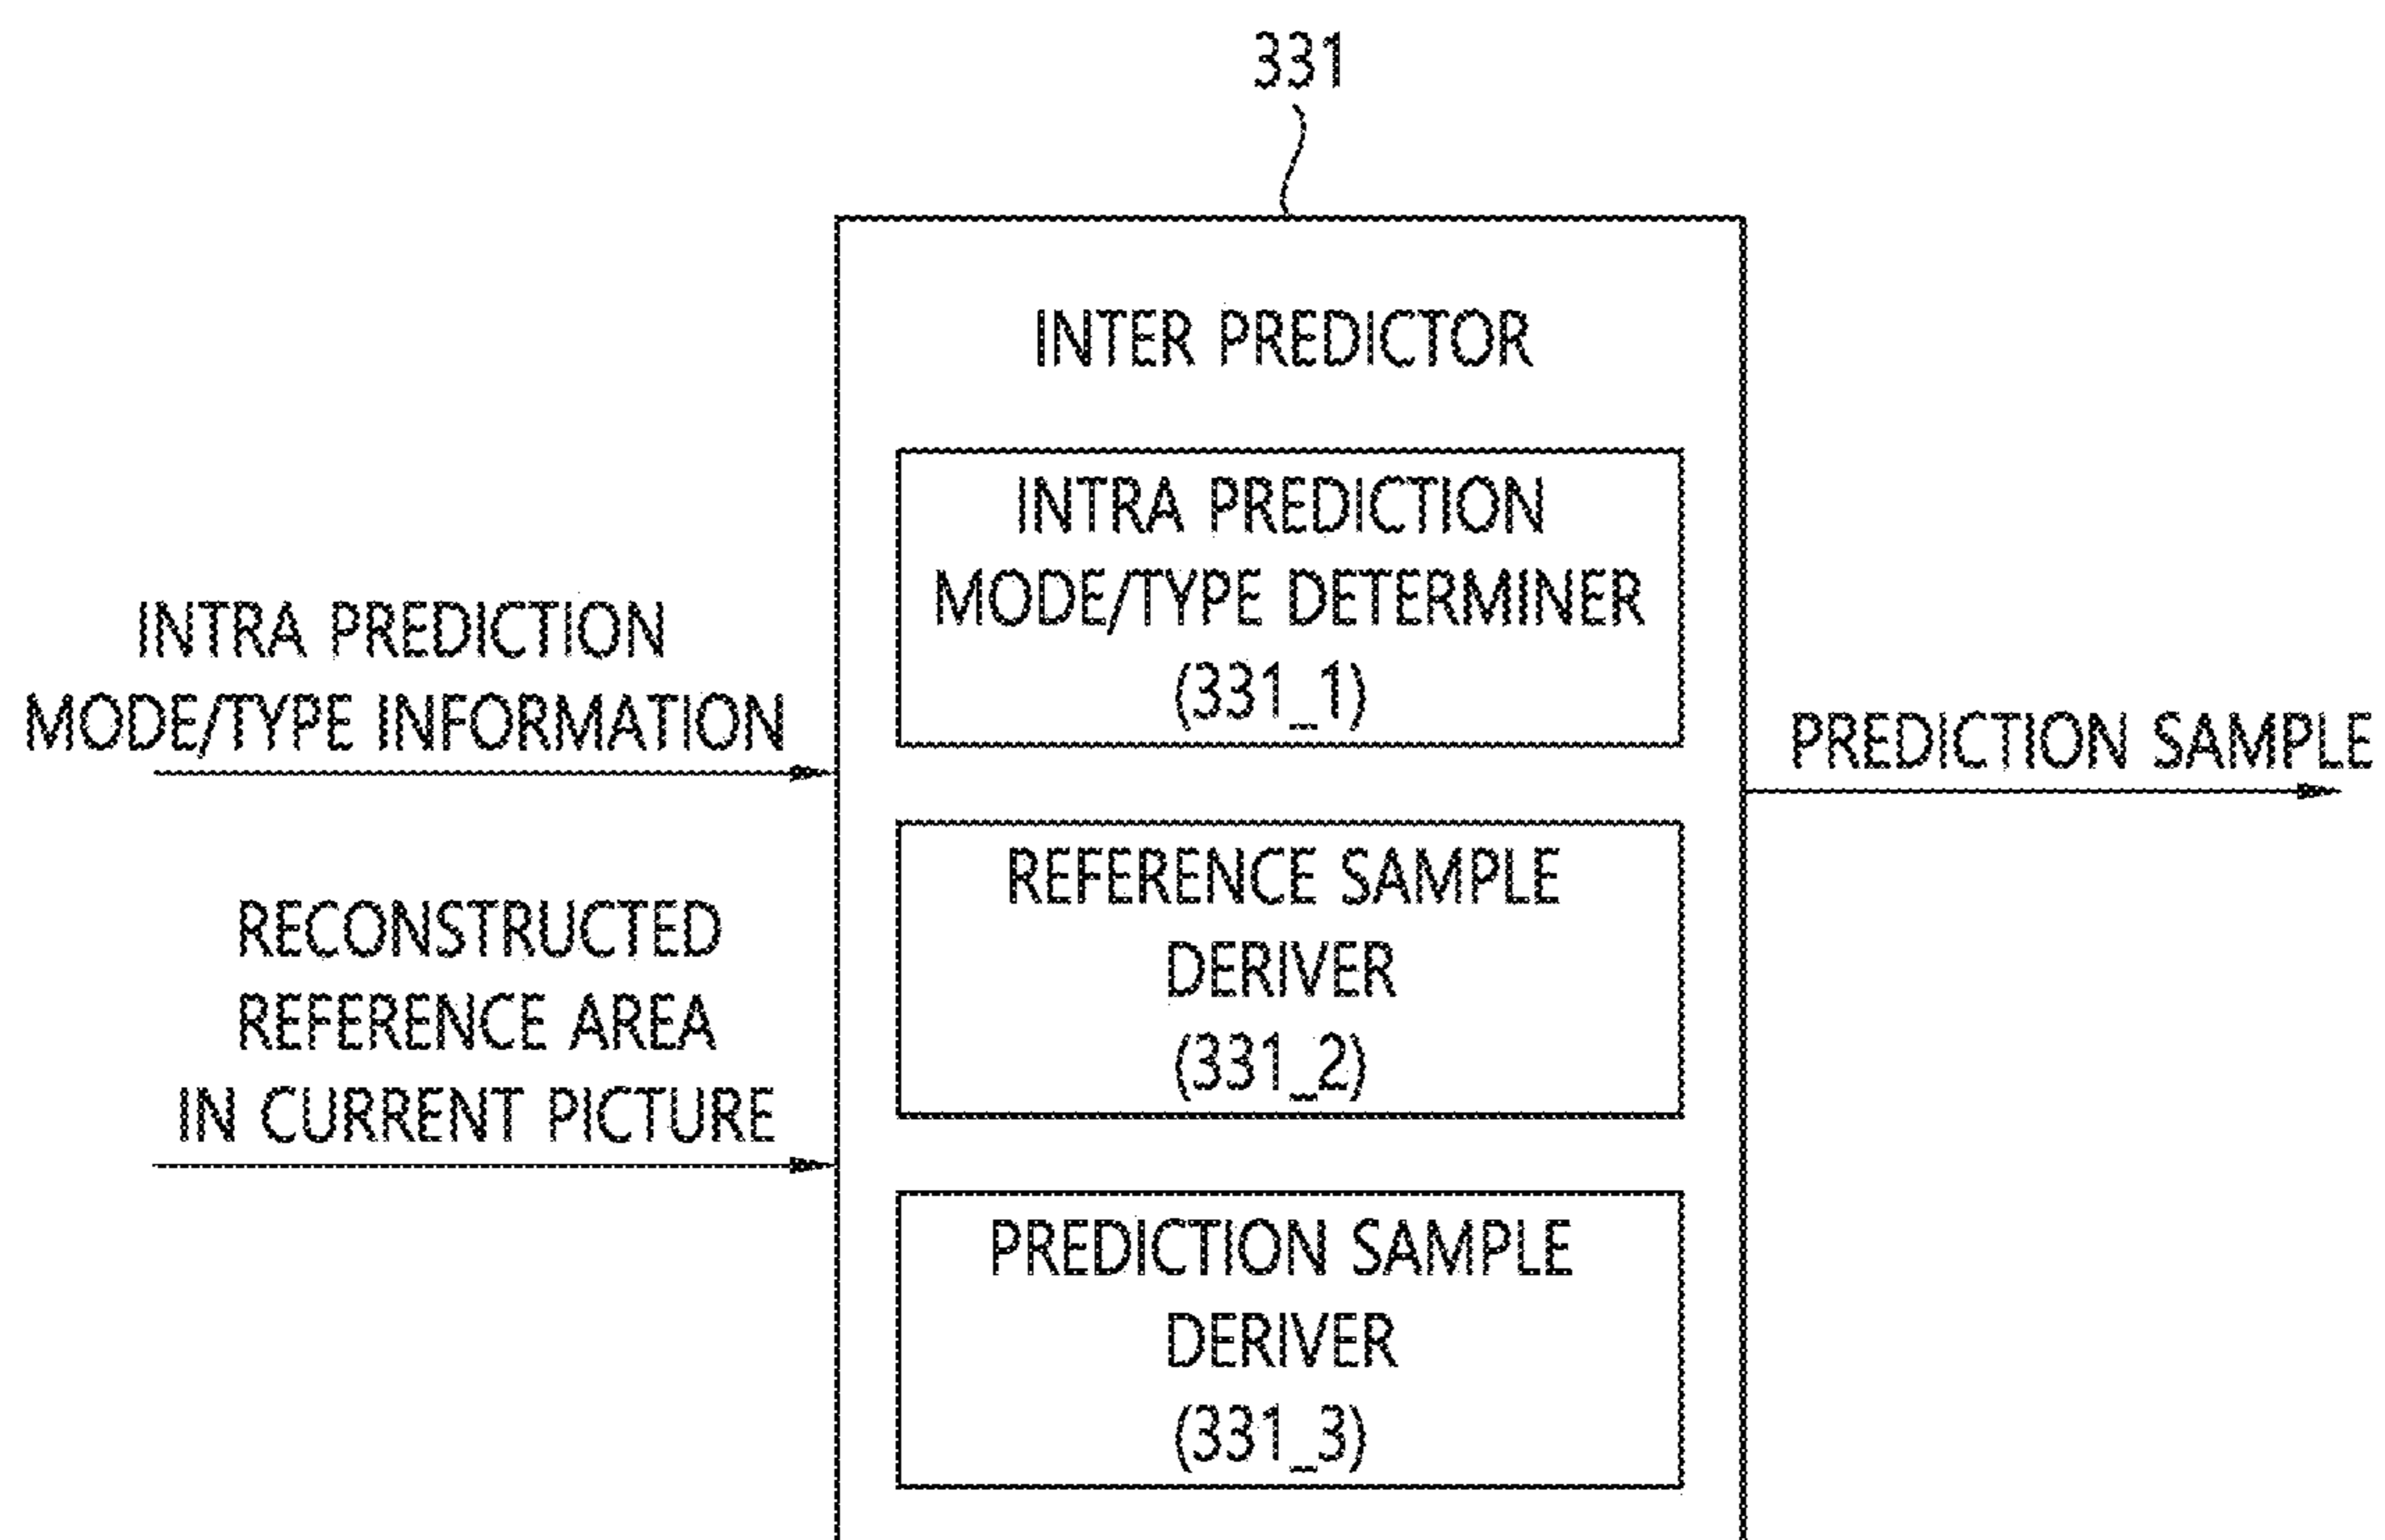 331
INTER PREDICTOR
INTRA PREDICTION
MODE/TYPE DETERMINER
(331_1)
INTRA PREDICTION
MODE/TYPE INFORMATION
PREDICTION SAMPLE
REFERENCE SAMPLE
DERIVER
(331_2)
RECONSTRUCTED
REFERENCE AREA
IN CURRENT PICTURE
PREDICTION SAMPLE
DERIVER
(331_3)